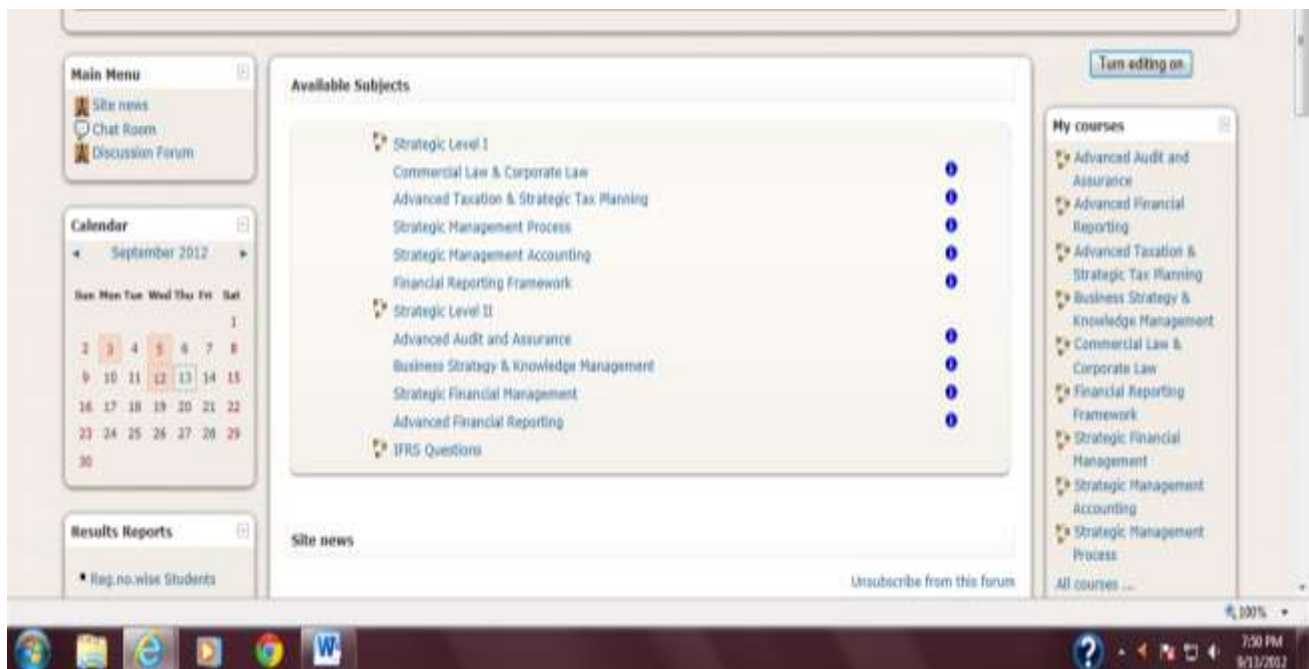 Main Menu
Site news
Chat Room
Discussion Forum
Calendar
September 2012
Sun Mon Tue Wed Thu Fri Sat
1
2 3 4 5 6 7 8
9 10 11 12 13 14 15
16 17 18 19 20 21 22
23 24 25 26 27 28 29
30
Results Reports
Reg.no.wise Students
Available Subjects
Strategic Level I
Commercial Law & Corporate Law
Advanced Taxation & Strategic Tax Planning
Strategic Management Process
Strategic Management Accounting
Financial Reporting Framework
Strategic Level II
Advanced Audit and Assurance
Business Strategy & Knowledge Management
Strategic Financial Management
Advanced Financial Reporting
IFRS Questions
Site news
Unsubscribe from this forum
Turn editing on
My courses
Advanced Audit and
Assurance
Advanced Financial
Reporting
Advanced Taxation &
Strategic Tax Planning
Business Strategy &
Knowledge Management
Commercial Law &
Corporate Law
Financial Reporting
Framework
Strategic Financial
Management
Strategic Management
Accounting
Strategic Management
Process
All courses ...
100%
7:50 PM
9/13/2012